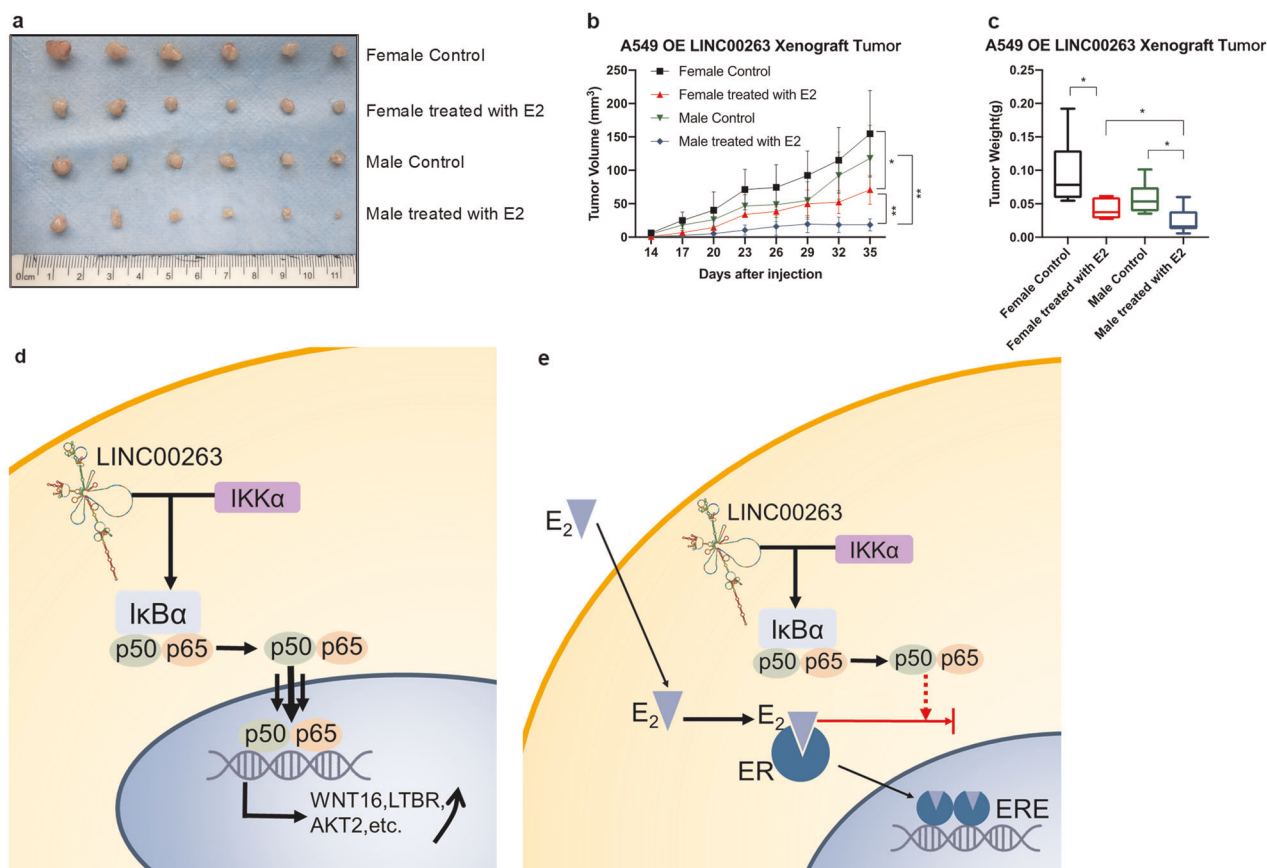 a
Female Control
Female treated with E2
Male Control
Male treated with E2
0cm 1 2 3 4 5 6 7 8 9 10 11
b
A549 OE LINC00263 Xenograft Tumor
Female Control
Female treated with E2
Male Control
Male treated with E2
Tumor Volume (mm³)
250
200
150
100
50
0
14 17 20 23 26 29 32 35
Days after injection
*
**
**
c
A549 OE LINC00263 Xenograft Tumor
Tumor Weight(g)
0.25
0.20
0.15
0.10
0.05
0.00
*
*
*
Female Control
Female treated with E2
Male Control
Male treated with E2
d
LINC00263
IKKα
IκBα
p50 p65
p50 p65
p50 p65
WNT16,LTBR,
AKT2,etc.
e
E₂
LINC00263
IKKα
IκBα
p50 p65
p50 p65
E₂
E₂
ER
ERE